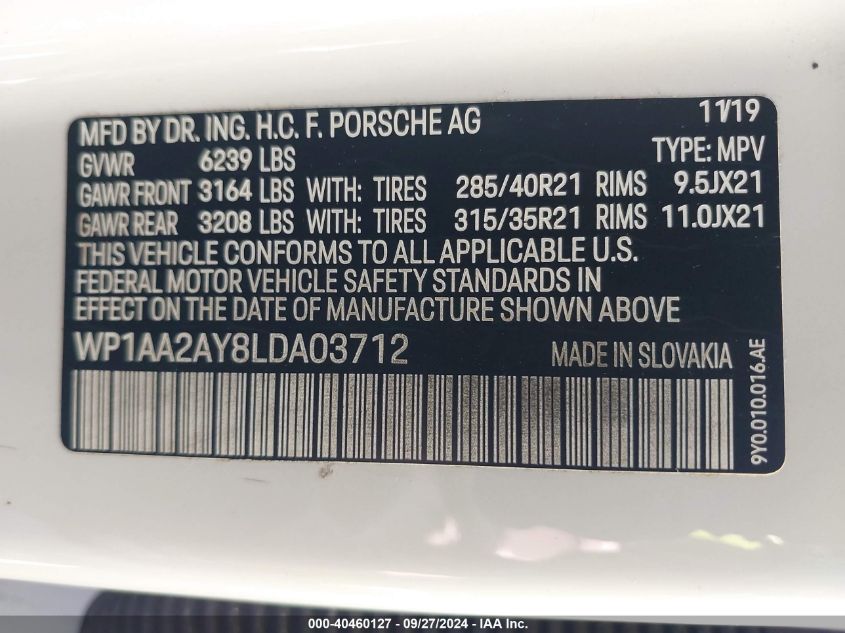 MFD BY DR. ING. H.C. F. PORSCHE AG 11/19
GVWR 6239 LBS TYPE: MPV
GAWR FRONT 3164 LBS WITH: TIRES 285/40R21 RIMS 9.5JX21
GAWR REAR 3208 LBS WITH: TIRES 315/35R21 RIMS 11.0JX21
THIS VEHICLE CONFORMS TO ALL APPLICABLE U.S.
FEDERAL MOTOR VEHICLE SAFETY STANDARDS IN
EFFECT ON THE DATE OF MANUFACTURE SHOWN ABOVE
WP1AA2AY8LDA03712 MADE IN SLOVAKIA
9Y0.010.016.AE
000-40460127 - 09/27/2024 - IAA Inc.